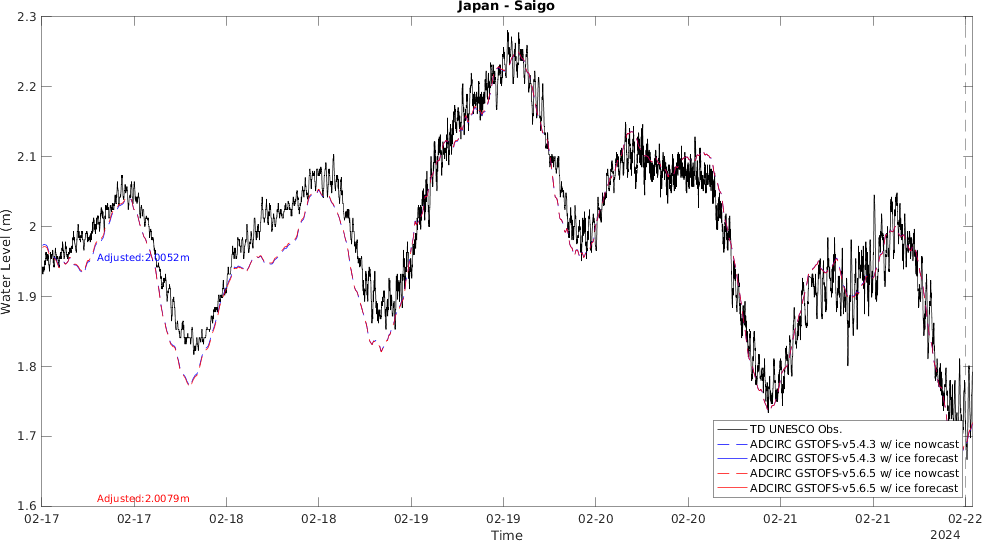 Japan - Saigo
2.3
2.2
2.1
2
1.9
1.8
1.7
1.6
Water Level (m)
Adjusted:2.0052m
Adjusted:2.0079m
TD UNESCO Obs.
ADCIRC GSTOFS-v5.4.3 w/ ice nowcast
ADCIRC GSTOFS-v5.4.3 w/ ice forecast
ADCIRC GSTOFS-v5.6.5 w/ ice nowcast
ADCIRC GSTOFS-v5.6.5 w/ ice forecast
02-17 02-17 02-18 02-18 02-19 02-19 02-20 02-20 02-21 02-21 02-22
Time
2024